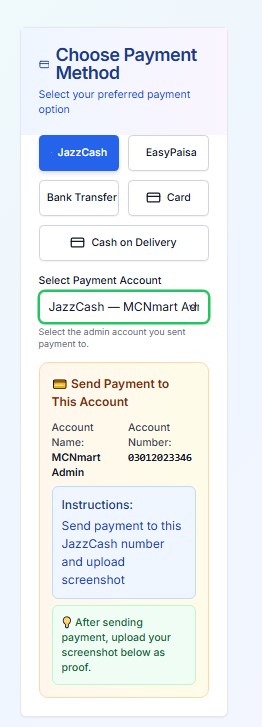 Choose Payment
Method
Select your preferred payment
option
JazzCash
EasyPaisa
Bank Transfer
Card
Cash on Delivery
Select Payment Account
JazzCash — MCNmart
Select the admin account you sent
payment to.
💳 Send Payment to
This Account
Account
Name:
MCNmart
Admin
Account
Number:
03012023346
Instructions:
Send payment to this
JazzCash number
and upload
screenshot
💡 After sending
payment, upload your
screenshot below as
proof.